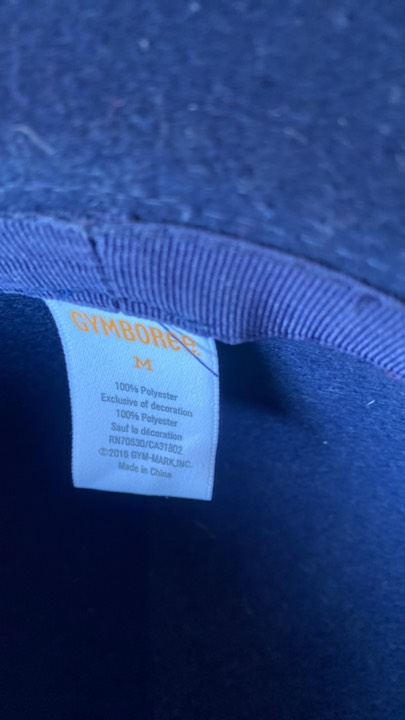 GYMBOREE
M
100% Polyester
Exclusive of decoration
100% Polyester
Sauf la décoration
RN70530/CA31802
©2016 GYM-MARK,INC.
Made in China